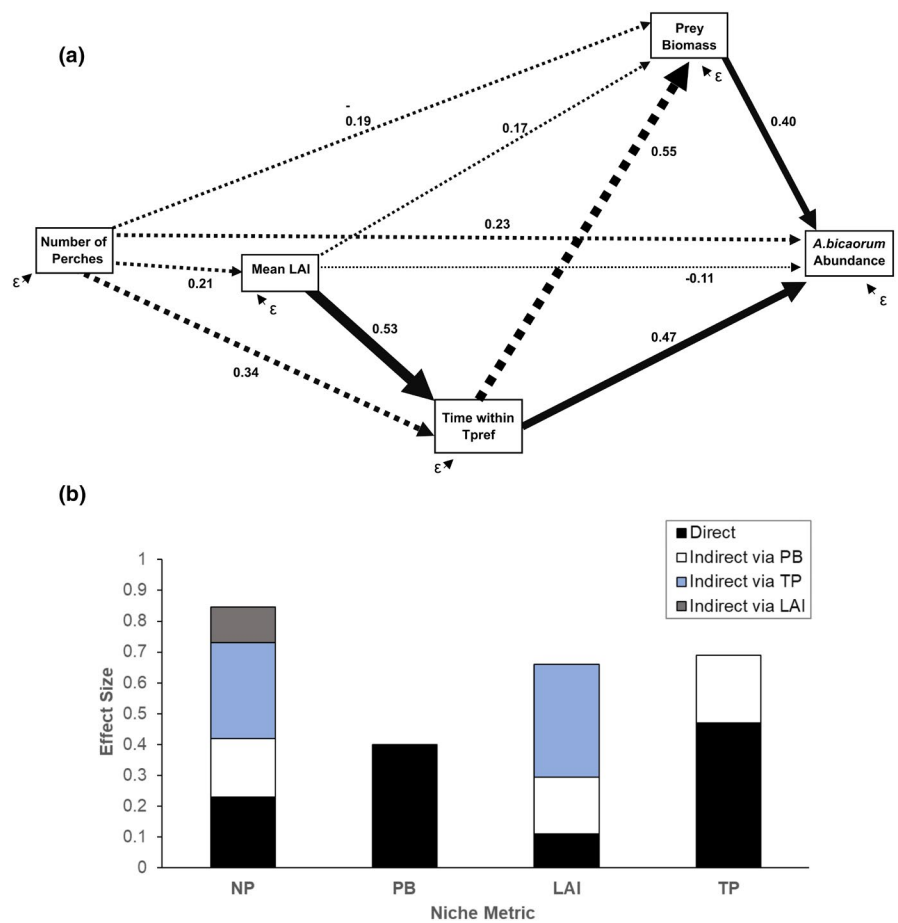 (a)
Prey
Biomass
ε
-
0.19
0.17
0.40
0.55
Number of
Perches
ε
0.23
A.bicaorum
Abundance
ε
Mean LAI
ε
0.21
-0.11
0.53
0.47
0.34
Time within
Tpref
ε
(b)
Direct
Indirect via PB
Indirect via TP
Indirect via LAI
1
0.9
0.8
0.7
0.6
0.5
0.4
0.3
0.2
0.1
0
Effect Size
NP PB LAI TP
Niche Metric